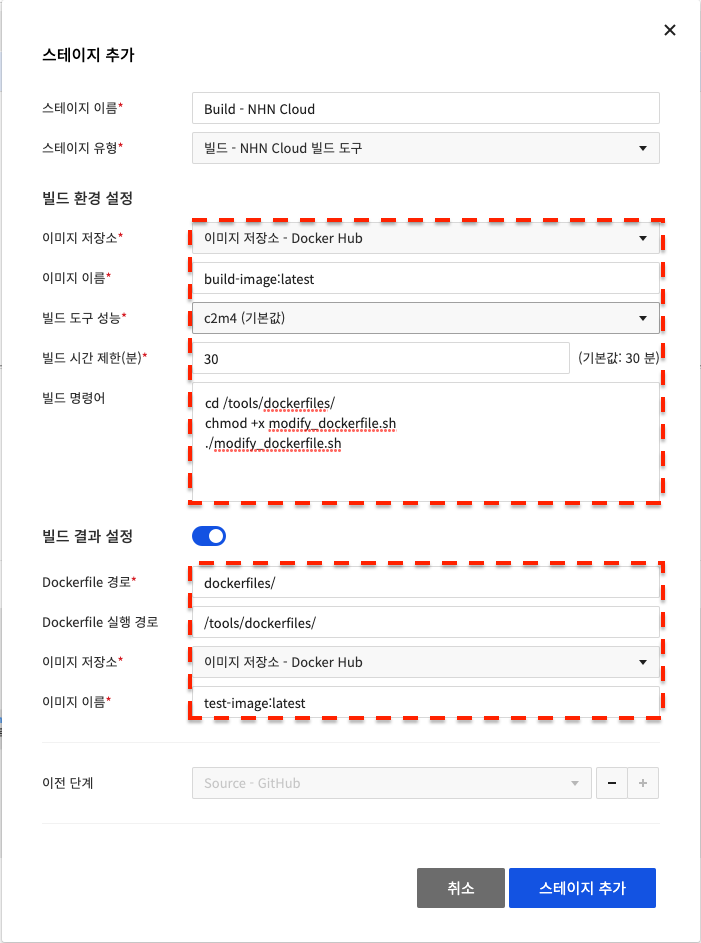 스테이지 추가
스테이지 이름* Build - NHN Cloud
스테이지 유형* 빌드 - NHN Cloud 빌드 도구
빌드 환경 설정
이미지 저장소* 이미지 저장소 - Docker Hub
이미지 이름* build-image:latest
빌드 도구 성능* c2m4 (기본값)
빌드 시간 제한(분)* 30 (기본값: 30 분)
빌드 명령어 cd /tools/dockerfiles/
chmod +x modify_dockerfile.sh
./modify_dockerfile.sh
빌드 결과 설정
Dockerfile 경로* dockerfiles/
Dockerfile 실행 경로 /tools/dockerfiles/
이미지 저장소* 이미지 저장소 - Docker Hub
이미지 이름* test-image:latest
이전 단계 Source - GitHub
취소 스테이지 추가